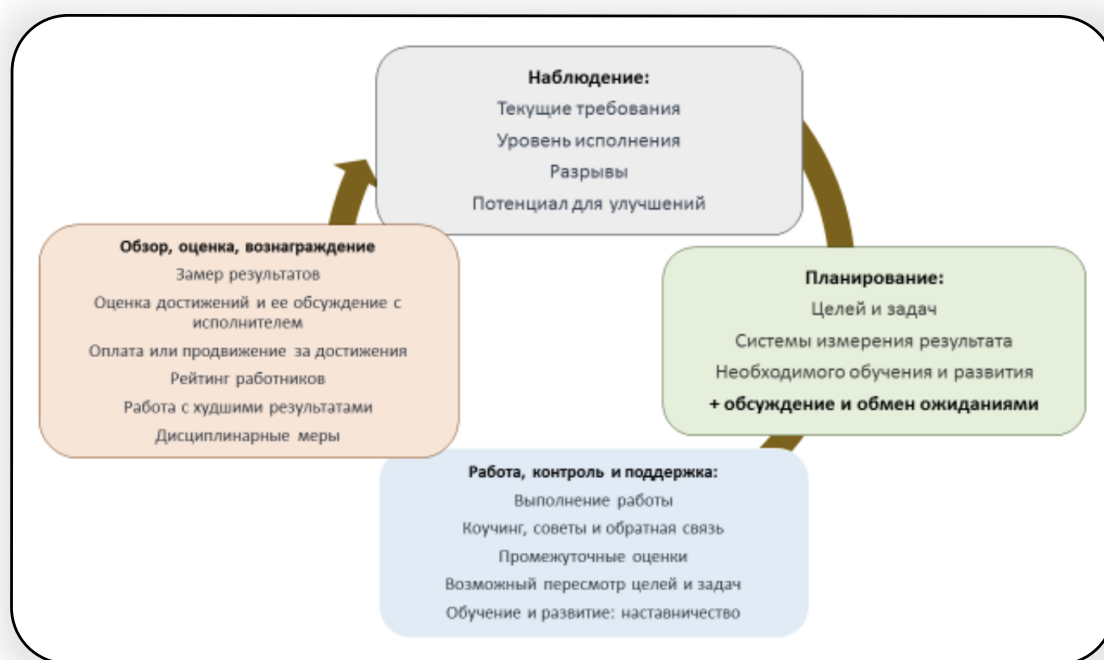 Наблюдение:
Текущие требования
Уровень исполнения
Разрывы
Потенциал для улучшений
Планирование:
Целей и задач
Системы измерения результата
Необходимого обучения и развития
+ обсуждение и обмен ожиданиями
Работа, контроль и поддержка:
Выполнение работы
Коучинг, советы и обратная связь
Промежуточные оценки
Возможный пересмотр целей и задач
Обучение и развитие: наставничество
Обзор, оценка, вознаграждение
Замер результатов
Оценка достижений и ее обсуждение с
исполнителем
Оплата или продвижение за достижения
Рейтинг работников
Работа с худшими результатами
Дисциплинарные меры